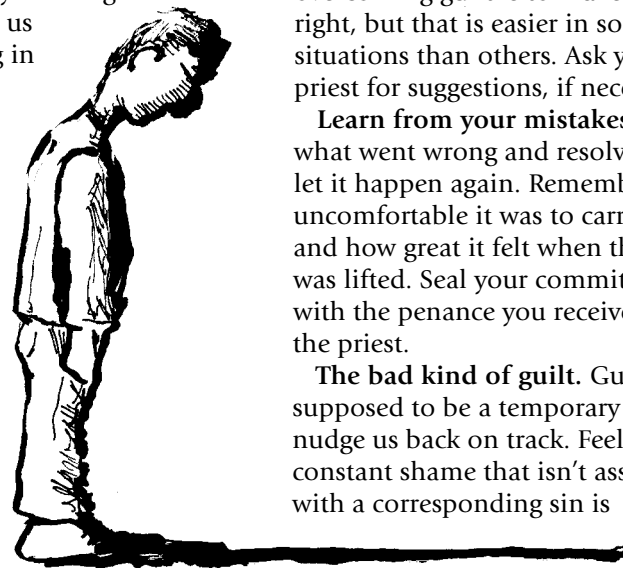 us
g in
right, but that is easier in so
situations than others. Ask y
priest for suggestions, if nece
Learn from your mistakes
what went wrong and resolv
let it happen again. Rememb
uncomfortable it was to carr
and how great it felt when th
was lifted. Seal your commit
with the penance you receive
the priest.
The bad kind of guilt. Gu
supposed to be a temporary
nudge us back on track. Feel
constant shame that isn't ass
with a corresponding sin is